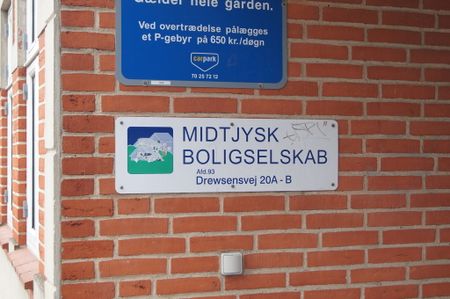 Gælder hele gården.
Ved overtrædelse pålægges
et P-gebyr på 650 kr./døgn
carpark
70 25 72 12
MIDTJYSK
BOLIGSELSKAB
Afd.93
Drewsensvej 20A - B